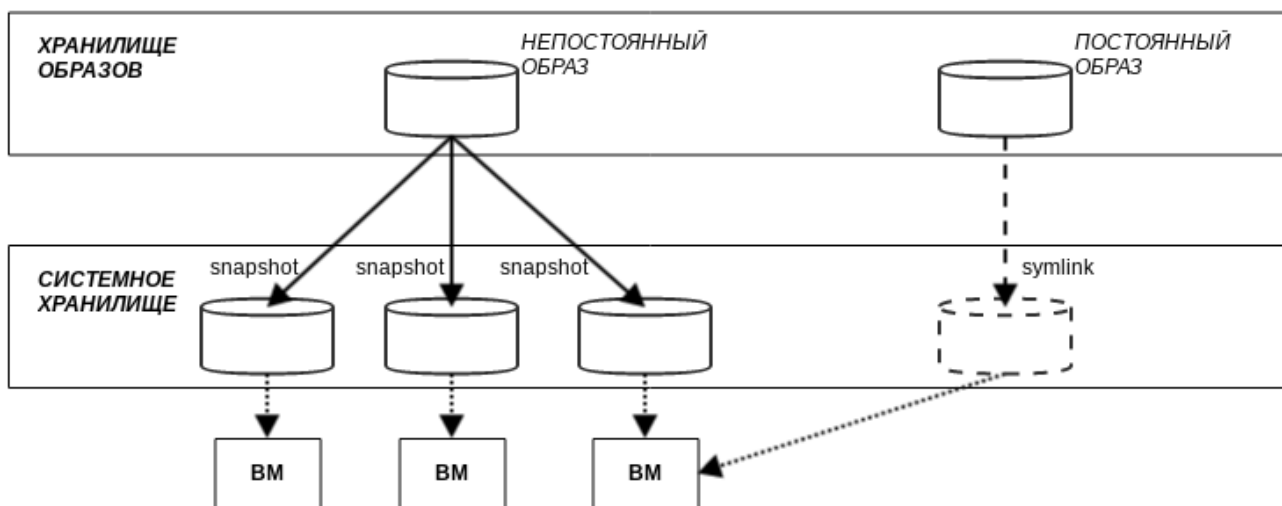 ХРАНИЛИЩЕ
ОБРАЗОВ
НЕПОСТОЯННЫЙ
ОБРАЗ
ПОСТОЯННЫЙ
ОБРАЗ
СИСТЕМНОЕ
ХРАНИЛИЩЕ
snapshot
snapshot
snapshot
symlink
ВМ
ВМ
ВМ